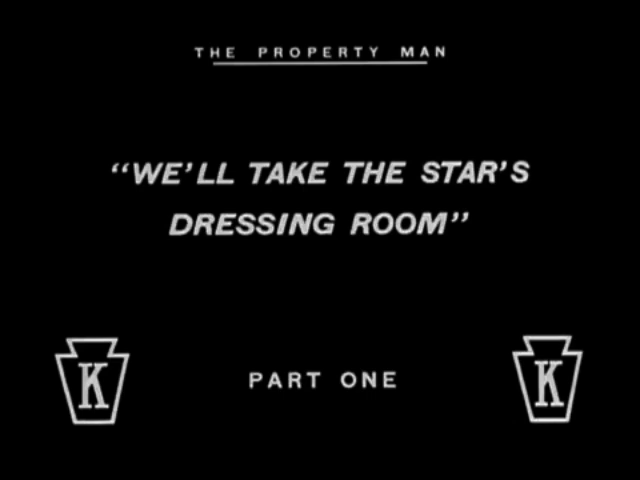 THE PROPERTY MAN
"WE'LL TAKE THE STAR'S
DRESSING ROOM"
K PART ONE K